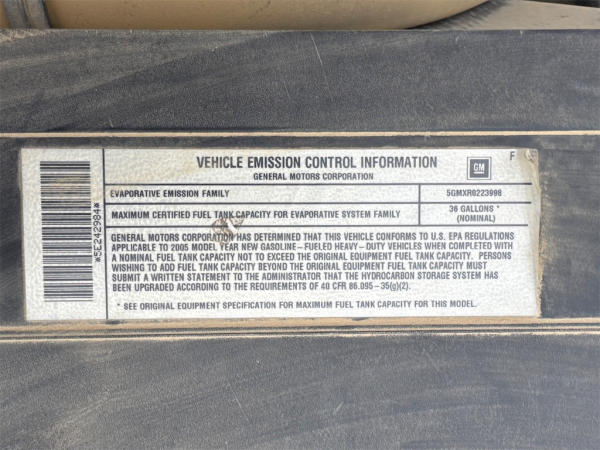 VEHICLE EMISSION CONTROL INFORMATION
GENERAL MOTORS CORPORATION
GM
F
EVAPORATIVE EMISSION FAMILY 5GMXR0223998
MAXIMUM CERTIFIED FUEL TANK CAPACITY FOR EVAPORATIVE SYSTEM FAMILY 36 GALLONS * (NOMINAL)
GENERAL MOTORS CORPORATION HAS DETERMINED THAT THIS VEHICLE CONFORMS TO U.S. EPA REGULATIONS
APPLICABLE TO 2005 MODEL YEAR NEW GASOLINE-FUELED HEAVY-DUTY VEHICLES WHEN COMPLETED WITH
A NOMINAL FUEL TANK CAPACITY NOT TO EXCEED THE ORIGINAL EQUIPMENT FUEL TANK CAPACITY. PERSONS
WISHING TO ADD FUEL TANK CAPACITY BEYOND THE ORIGINAL EQUIPMENT FUEL TANK CAPACITY MUST
SUBMIT A WRITTEN STATEMENT TO THE ADMINISTRATOR THAT THE HYDROCARBON STORAGE SYSTEM HAS
BEEN UPGRADED ACCORDING TO THE REQUIREMENTS OF 40 CFR 86.095-35(g)(2).
* SEE ORIGINAL EQUIPMENT SPECIFICATION FOR MAXIMUM FUEL TANK CAPACITY FOR THIS MODEL.
*5E242984*